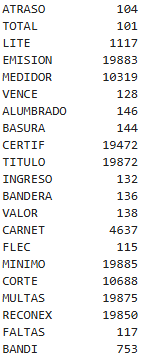 ATRASO 104
TOTAL 101
LITE 1117
EMISION 19883
MEDIDOR 10319
VENCE 128
ALUMBRADO 146
BASURA 144
CERTIF 19472
TITULO 19872
INGRESO 132
BANDERA 136
VALOR 138
CARNET 4637
FLEC 115
MINIMO 19885
CORTE 10688
MULTAS 19875
RECONEX 19850
FALTAS 117
BANDI 753